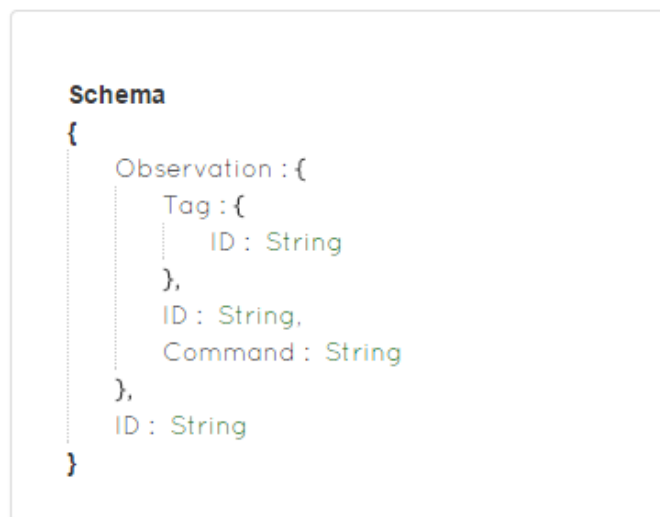 Schema
{
Observation : {
Tag : {
ID : String
},
ID : String,
Command : String
},
ID : String
}